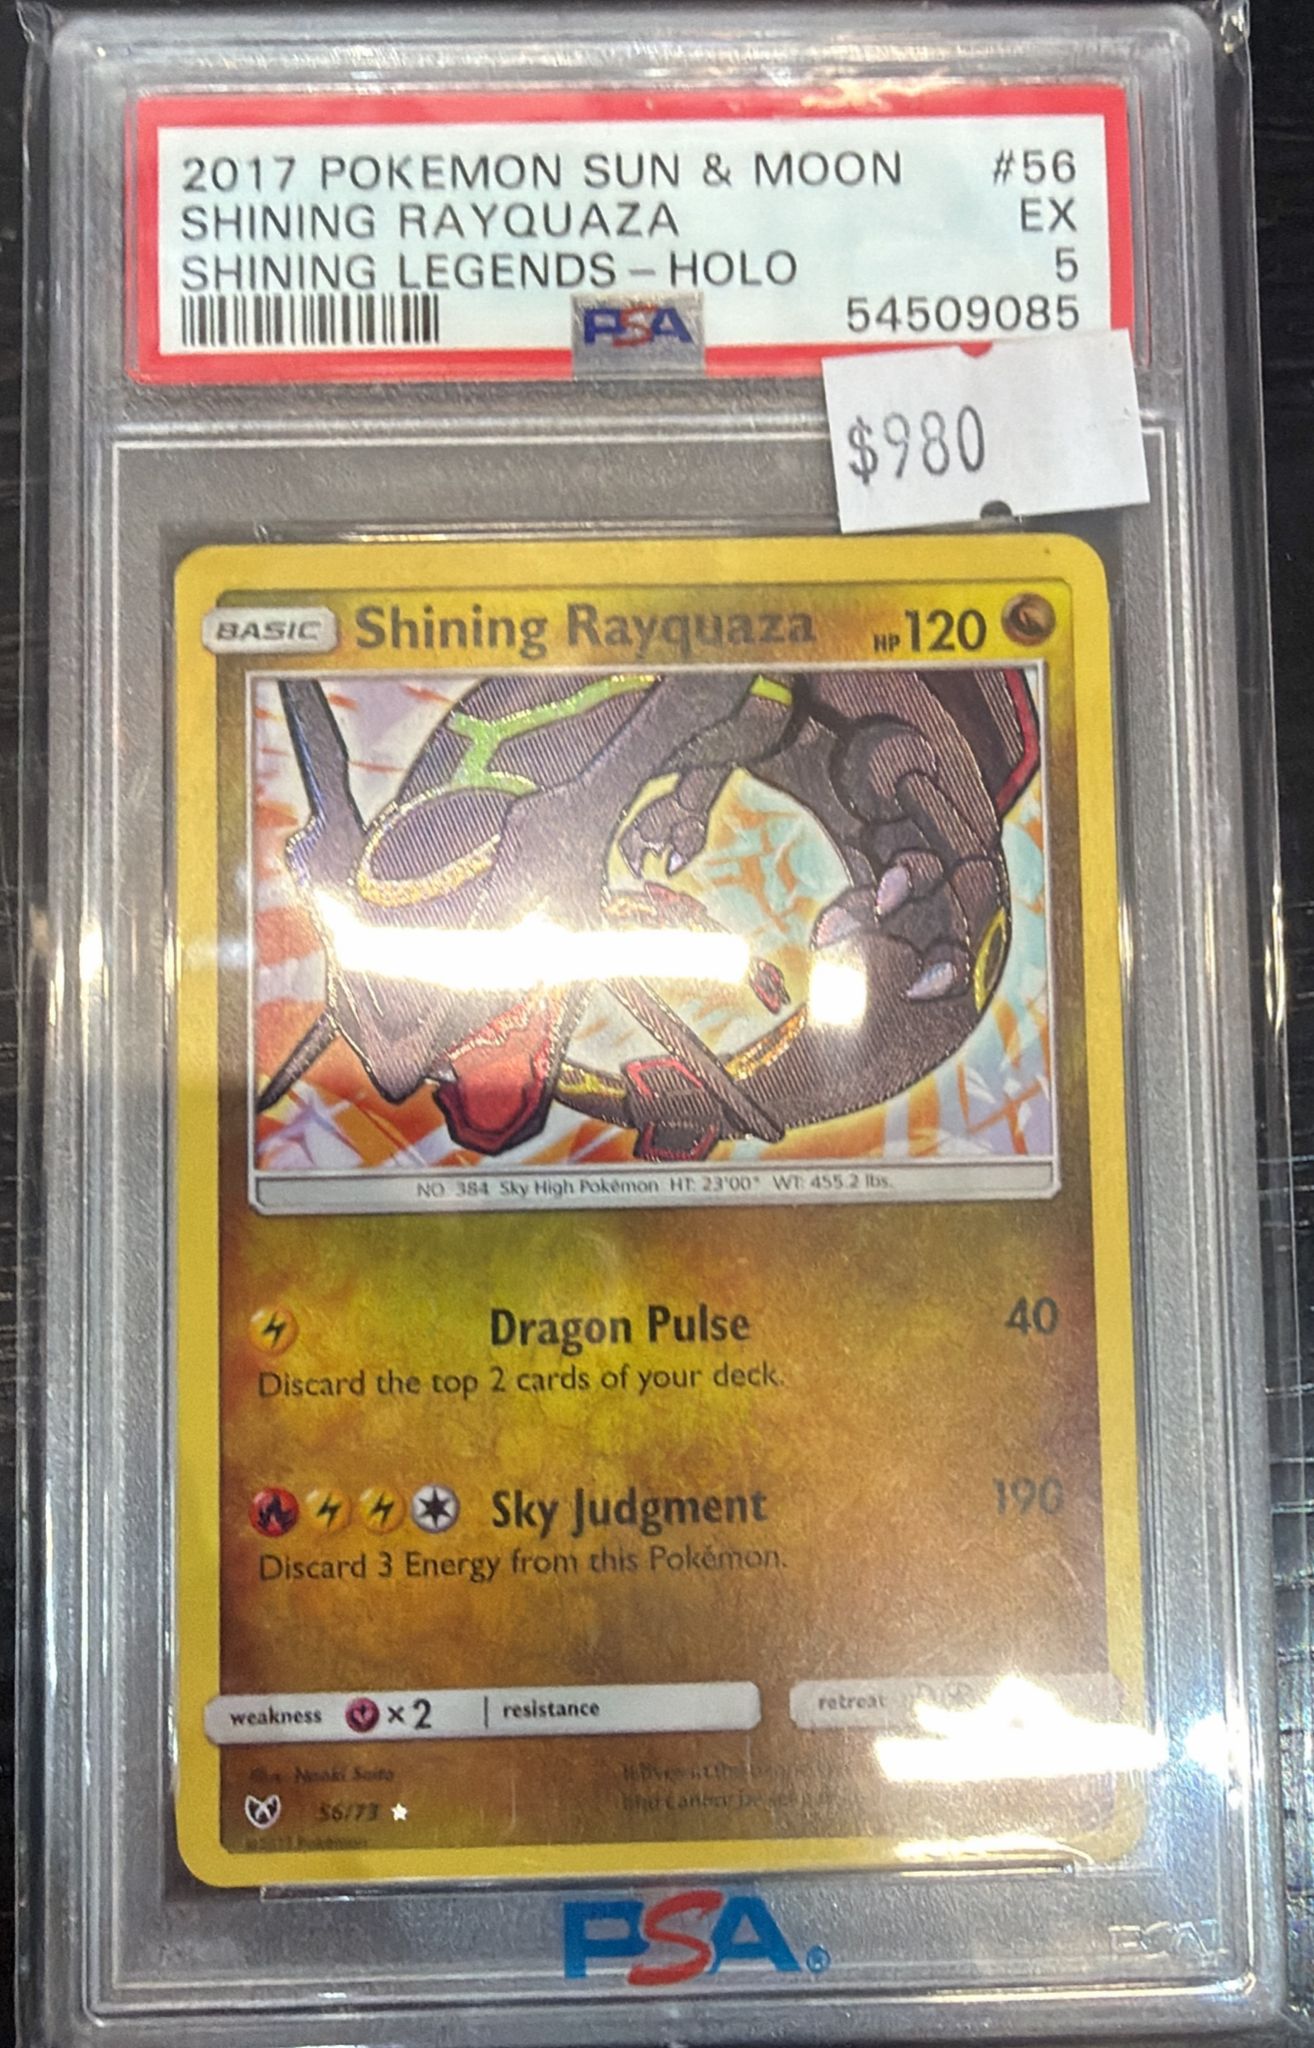 2017 POKEMON SUN & MOON #56
SHINING RAYQUAZA EX
SHINING LEGENDS - HOLO 5
PSA 54509085
$980
BASIC Shining Rayquaza HP 120
NO. 384 Sky High Pokémon HT: 23'00" WT: 455.2 lbs.
Dragon Pulse 40
Discard the top 2 cards of your deck.
Sky Judgment 190
Discard 3 Energy from this Pokémon.
weakness ×2 resistance retreat
Naoki Saito
56/73
PSA®